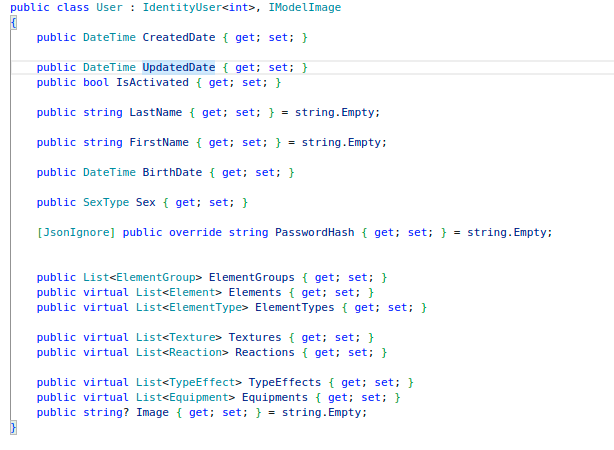 public class User : IdentityUser<int>, IModelImage
{
public DateTime CreatedDate { get; set; }
public DateTime UpdatedDate { get; set; }
public bool IsActivated { get; set; }
public string LastName { get; set; } = string.Empty;
public string FirstName { get; set; } = string.Empty;
public DateTime BirthDate { get; set; }
public SexType Sex { get; set; }
[JsonIgnore] public override string PasswordHash { get; set; } = string.Empty;
public List<ElementGroup> ElementGroups { get; set; }
public virtual List<Element> Elements { get; set; }
public virtual List<ElementType> ElementTypes { get; set; }
public virtual List<Texture> Textures { get; set; }
public virtual List<Reaction> Reactions { get; set; }
public virtual List<TypeEffect> TypeEffects { get; set; }
public virtual List<Equipment> Equipments { get; set; }
public string? Image { get; set; } = string.Empty;
}